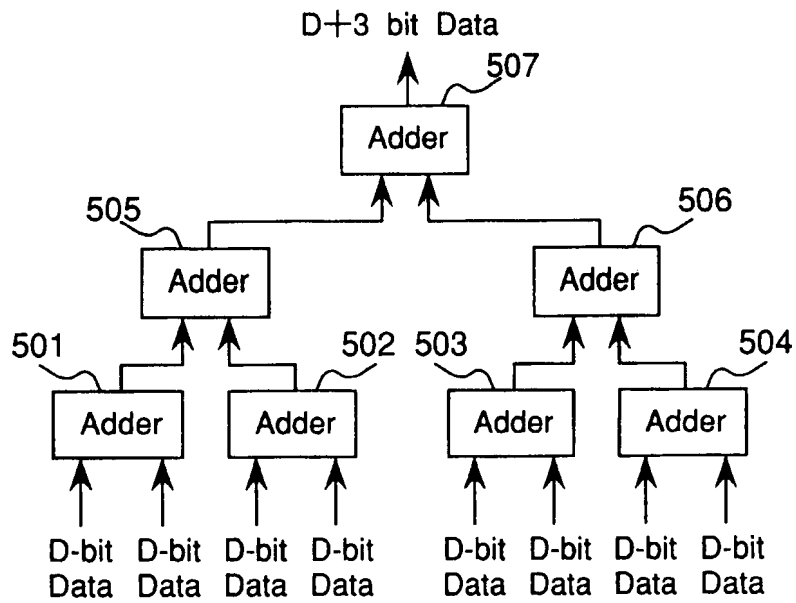 D+3 bit Data
507
Adder
505
506
Adder
Adder
501
502
503
504
Adder
Adder
Adder
Adder
D-bit D-bit D-bit D-bit D-bit D-bit D-bit D-bit
Data Data Data Data Data Data Data Data